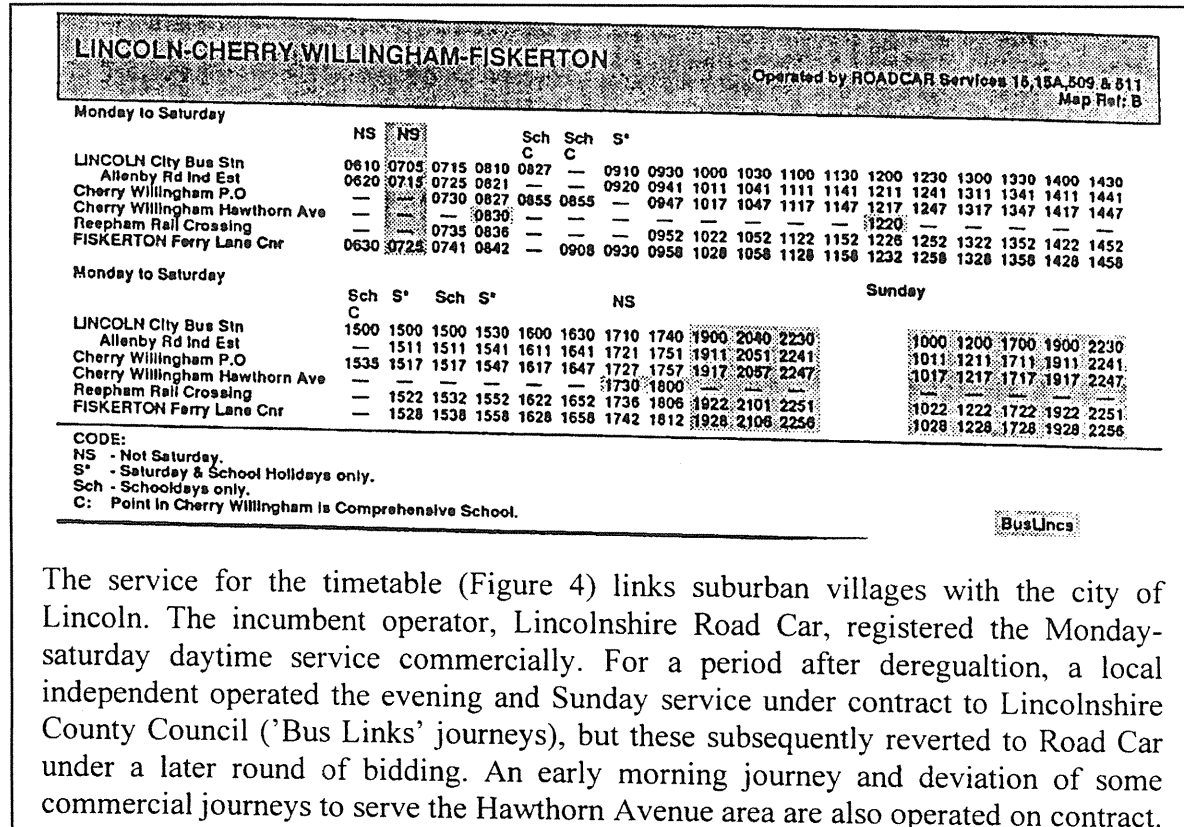 LINCOLN-CHERRY WILLINGHAM-FISKERTON
Operated by ROADCAR Services 15,15A,509 & 511
Map Ref: B
Monday to Saturday
NS NS Sch Sch S*
C C
LINCOLN City Bus Stn 0610 0705 0715 0810 0827 — 0910 0930 1000 1030 1100 1130 1200 1230 1300 1330 1400 1430
Allenby Rd Ind Est 0620 0715 0725 0821 — — 0920 0941 1011 1041 1111 1141 1211 1241 1311 1341 1411 1441
Cherry Willingham P.O — — 0730 0827 0855 0855 — 0947 1017 1047 1117 1147 1217 1247 1317 1347 1417 1447
Cherry Willingham Hawthorn Ave — — — 0830 — — — — — — — — 1220 — — — — —
Reepham Rail Crossing — — 0735 0836 — — — 0952 1022 1052 1122 1152 1226 1252 1322 1352 1422 1452
FISKERTON Ferry Lane Cnr 0630 0725 0741 0842 — 0908 0930 0958 1028 1058 1128 1158 1232 1258 1328 1358 1428 1458
Monday to Saturday Sunday
Sch S* Sch S* NS
C
LINCOLN City Bus Stn 1500 1500 1500 1530 1600 1630 1710 1740 1900 2040 2230 1000 1200 1700 1900 2230
Allenby Rd Ind Est — 1511 1511 1541 1611 1641 1721 1751 1911 2051 2241 1011 1211 1711 1911 2241
Cherry Willingham P.O 1535 1517 1517 1547 1617 1647 1727 1757 1917 2057 2247 1017 1217 1717 1917 2247
Cherry Willingham Hawthorn Ave — — — — — — 1730 1800 — — — — — — — —
Reepham Rail Crossing — 1522 1532 1552 1622 1652 1736 1806 1922 2101 2251 1022 1222 1722 1922 2251
FISKERTON Ferry Lane Cnr — 1528 1538 1558 1628 1658 1742 1812 1928 2106 2256 1028 1228 1728 1928 2256
CODE:
NS - Not Saturday.
S* - Saturday & School Holidays only.
Sch - Schooldays only.
C: Point in Cherry Willingham is Comprehensive School.
BusLincs
The service for the timetable (Figure 4) links suburban villages with the city of
Lincoln. The incumbent operator, Lincolnshire Road Car, registered the Monday-
saturday daytime service commercially. For a period after deregualtion, a local
independent operated the evening and Sunday service under contract to Lincolnshire
County Council ('Bus Links' journeys), but these subsequently reverted to Road Car
under a later round of bidding. An early morning journey and deviation of some
commercial journeys to serve the Hawthorn Avenue area are also operated on contract.